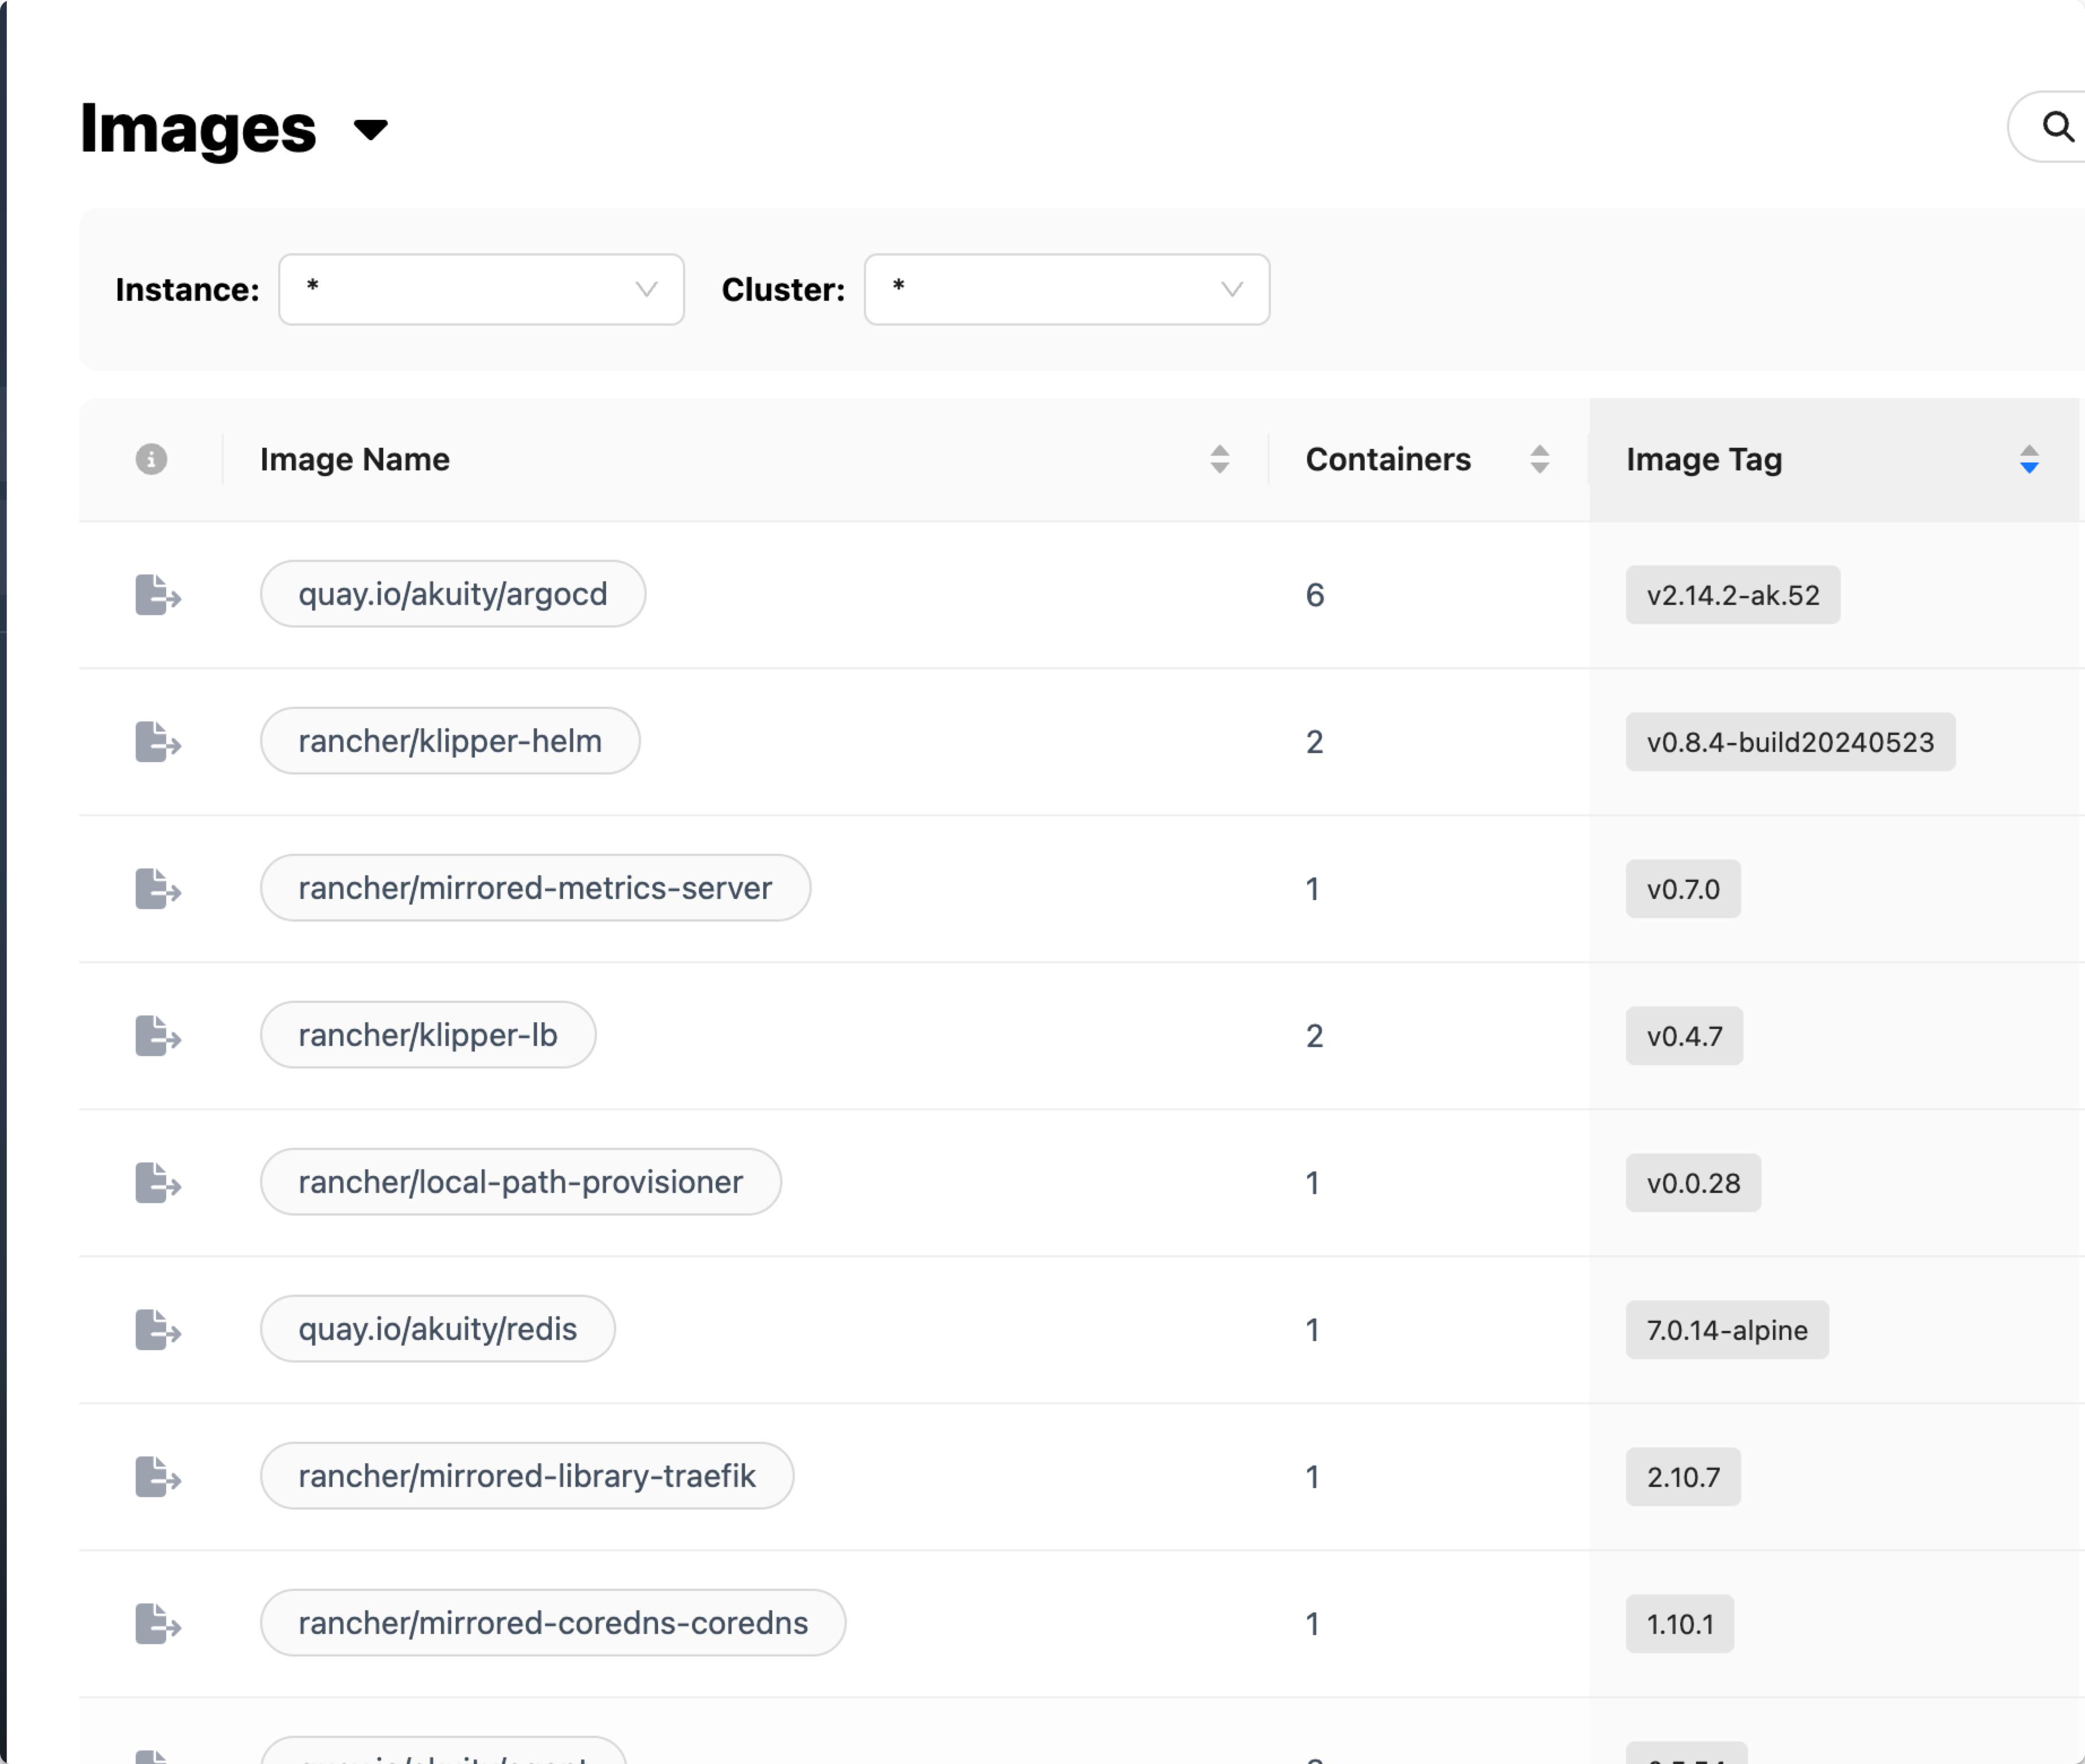 Images
Instance: * Cluster: *
Image Name Containers Image Tag
quay.io/akuity/argocd 6 v2.14.2-ak.52
rancher/klipper-helm 2 v0.8.4-build20240523
rancher/mirrored-metrics-server 1 v0.7.0
rancher/klipper-lb 2 v0.4.7
rancher/local-path-provisioner 1 v0.0.28
quay.io/akuity/redis 1 7.0.14-alpine
rancher/mirrored-library-traefik 1 2.10.7
rancher/mirrored-coredns-coredns 1 1.10.1